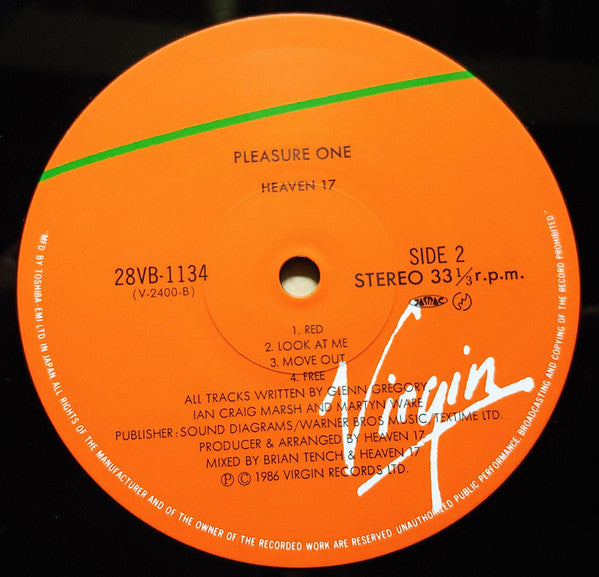 PLEASURE ONE
HEAVEN 17
28VB-1134
(V-2400-B)
SIDE 2
STEREO 33 1/3 r.p.m.
JASRAC
1. RED
2. LOOK AT ME
3. MOVE OUT
4. FREE
ALL TRACKS WRITTEN BY GLENN GREGORY,
IAN CRAIG MARSH AND MARTYN WARE
PUBLISHER: SOUND DIAGRAMS/WARNER BROS MUSIC/TEXTIME LTD.
PRODUCER & ARRANGED BY HEAVEN 17
MIXED BY BRIAN TENCH & HEAVEN 17
Ⓟ © 1986 VIRGIN RECORDS LTD.
Virgin
"MFD. BY TOSHIBA EMI LTD. IN JAPAN. ALL RIGHTS OF THE MANUFACTURER AND OF THE OWNER OF THE RECORDED WORK ARE RESERVED. UNAUTHORIZED PUBLIC PERFORMANCE, BROADCASTING AND COPYING OF THE RECORD PROHIBITED."